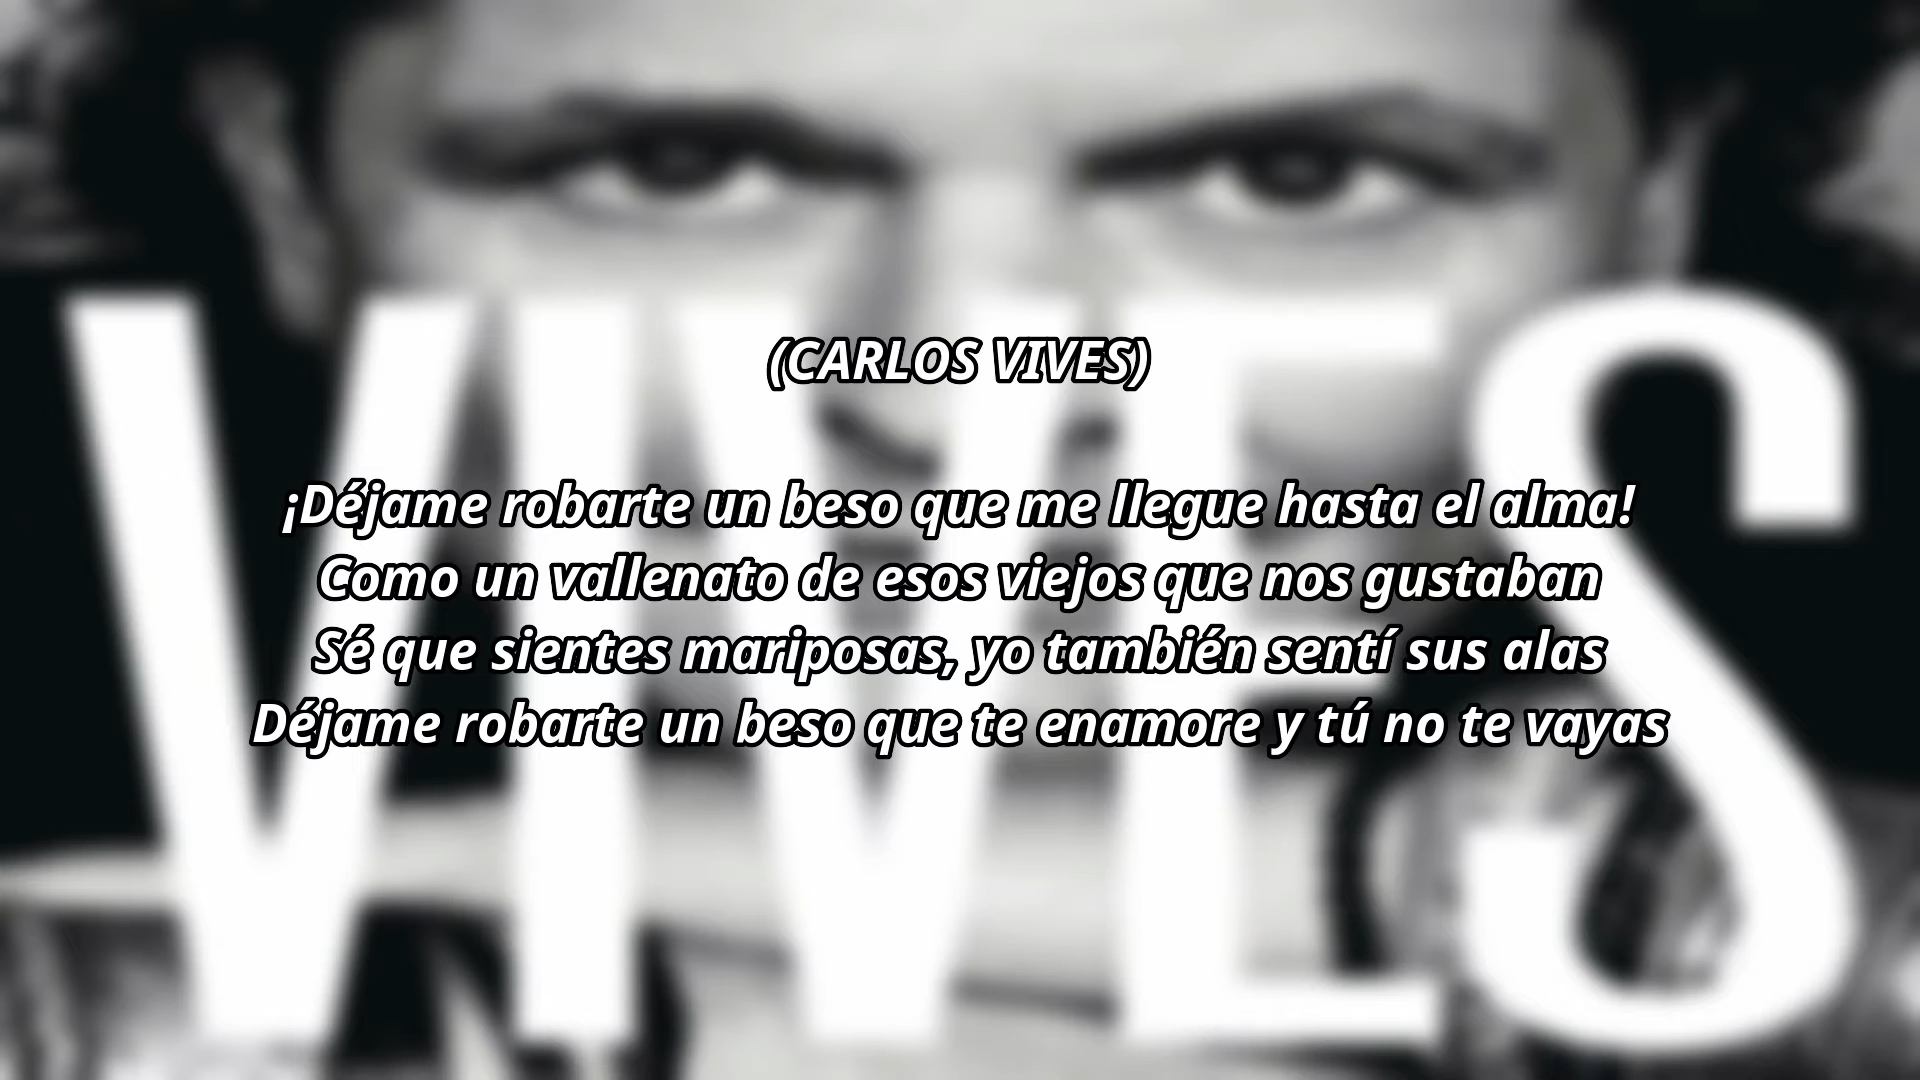 VIVES
(CARLOS VIVES)
¡Déjame robarte un beso que me llegue hasta el alma!
Como un vallenato de esos viejos que nos gustaban
Sé que sientes mariposas, yo también sentí sus alas
Déjame robarte un beso que te enamore y tú no te vayas